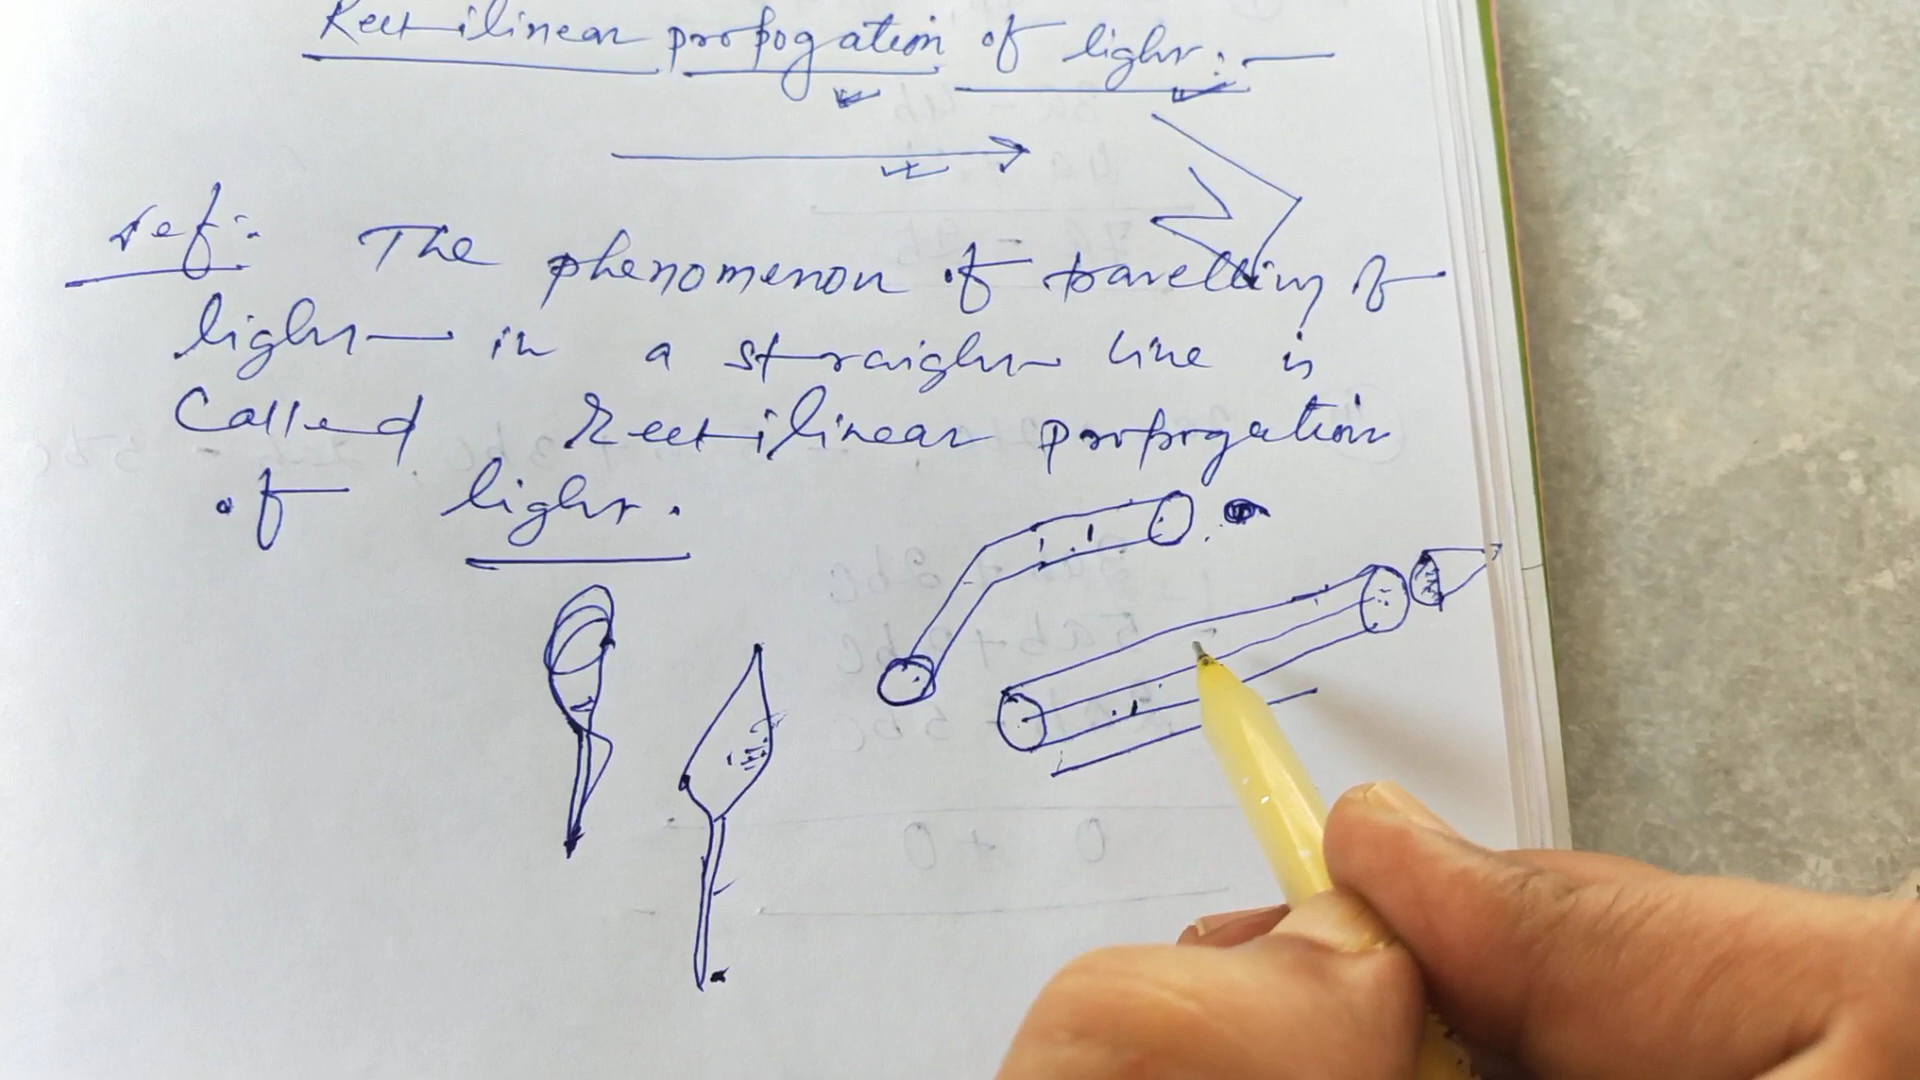 Rectilinear propogation of light :—
def :- The phenomenon of travelling of
light in a straight line is
Called Rectilinear propogation
of light .